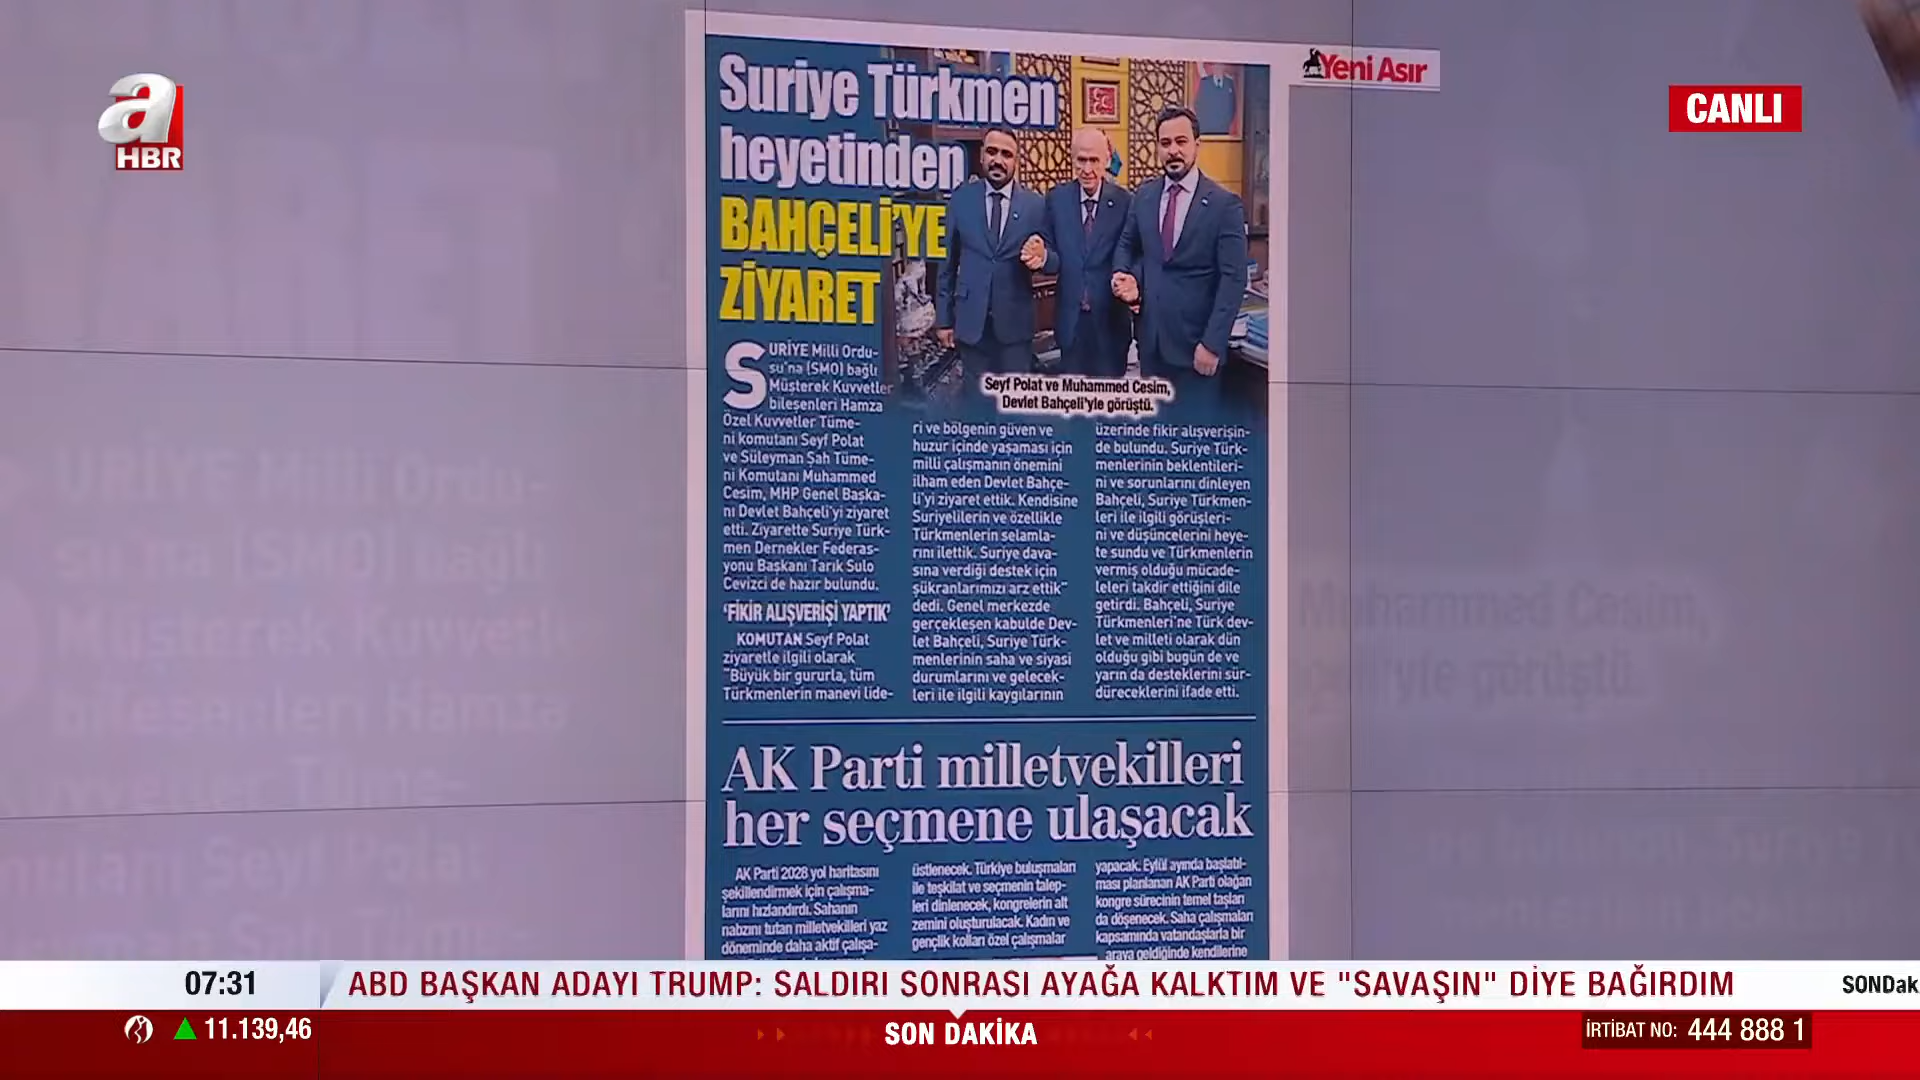 a
HBR
Yeni Asır
CANLI
Suriye Türkmen
heyetinden
BAHÇELİ'YE
ZİYARET
Seyf Polat ve Muhammed Cesim,
Devlet Bahçeli'yle görüştü.
SURİYE Milli Ordu-
su'na (SMO) bağlı
Müşterek Kuvvetler
bileşenleri Hamza
Özel Kuvvetler Tüme-
ni komutanı Seyf Polat
ve Süleyman Şah Tüme-
ni Komutanı Muhammed
Cesim, MHP Genel Başka-
nı Devlet Bahçeli'yi ziyaret
etti. Ziyarette Suriye Türk-
men Dernekler Federas-
yonu Başkanı Tarık Sulo
Cevizci de hazır bulundu.
'FİKİR ALIŞVERİŞİ YAPTIK'
KOMUTAN Seyf Polat
ziyaretle ilgili olarak
"Büyük bir gururla, tüm
Türkmenlerin manevi lide-
ri ve bölgenin güven ve
huzur içinde yaşaması için
milli çalışmanın önemini
ilham eden Devlet Bahçe-
li'yi ziyaret ettik. Kendisine
Suriyelilerin ve özellikle
Türkmenlerin selamla-
rını ilettik. Suriye dava-
sına verdiği destek için
şükranlarımızı arz ettik"
dedi. Genel merkezde
gerçekleşen kabulde Dev-
let Bahçeli, Suriye Türk-
menlerinin saha ve siyasi
durumlarını ve gelecek-
leri ile ilgili kaygılarının
üzerinde fikir alışverişin-
de bulundu. Suriye Türk-
menlerinin beklentileri-
ni ve sorunlarını dinleyen
Bahçeli, Suriye Türkmen-
leri ile ilgili görüşleri-
ni ve düşüncelerini heye-
te sundu ve Türkmenlerin
vermiş olduğu mücade-
leleri takdir ettiğini dile
getirdi. Bahçeli, Suriye
Türkmenleri'ne Türk dev-
let ve milleti olarak dün
olduğu gibi bugün de ve
yarın da desteklerini sür-
düreceklerini ifade etti.
AK Parti milletvekilleri
her seçmene ulaşacak
AK Parti 2028 yol haritasını
şekillendirmek için çalışma-
larını hızlandırdı. Sahanın
nabzını tutan milletvekilleri yaz
döneminde daha aktif çalışa-
üstlenecek. Türkiye buluşmaları
ile teşkilat ve seçmenin talep-
leri dinlenecek, kongrelerin alt
zemini oluşturulacak. Kadın ve
gençlik kolları özel çalışmalar
yapacak. Eylül ayında başlatıl-
ması planlanan AK Parti olağan
kongre sürecinin temel taşları
da döşenecek. Saha çalışmaları
kapsamında vatandaşlarla bir
araya geldiğinde kendilerine
07:31
ABD BAŞKAN ADAYI TRUMP: SALDIRI SONRASI AYAĞA KALKTIM VE "SAVAŞIN" DİYE BAĞIRDIM
SONDak
11.139,46
SON DAKİKA
İRTİBAT NO: 444 888 1